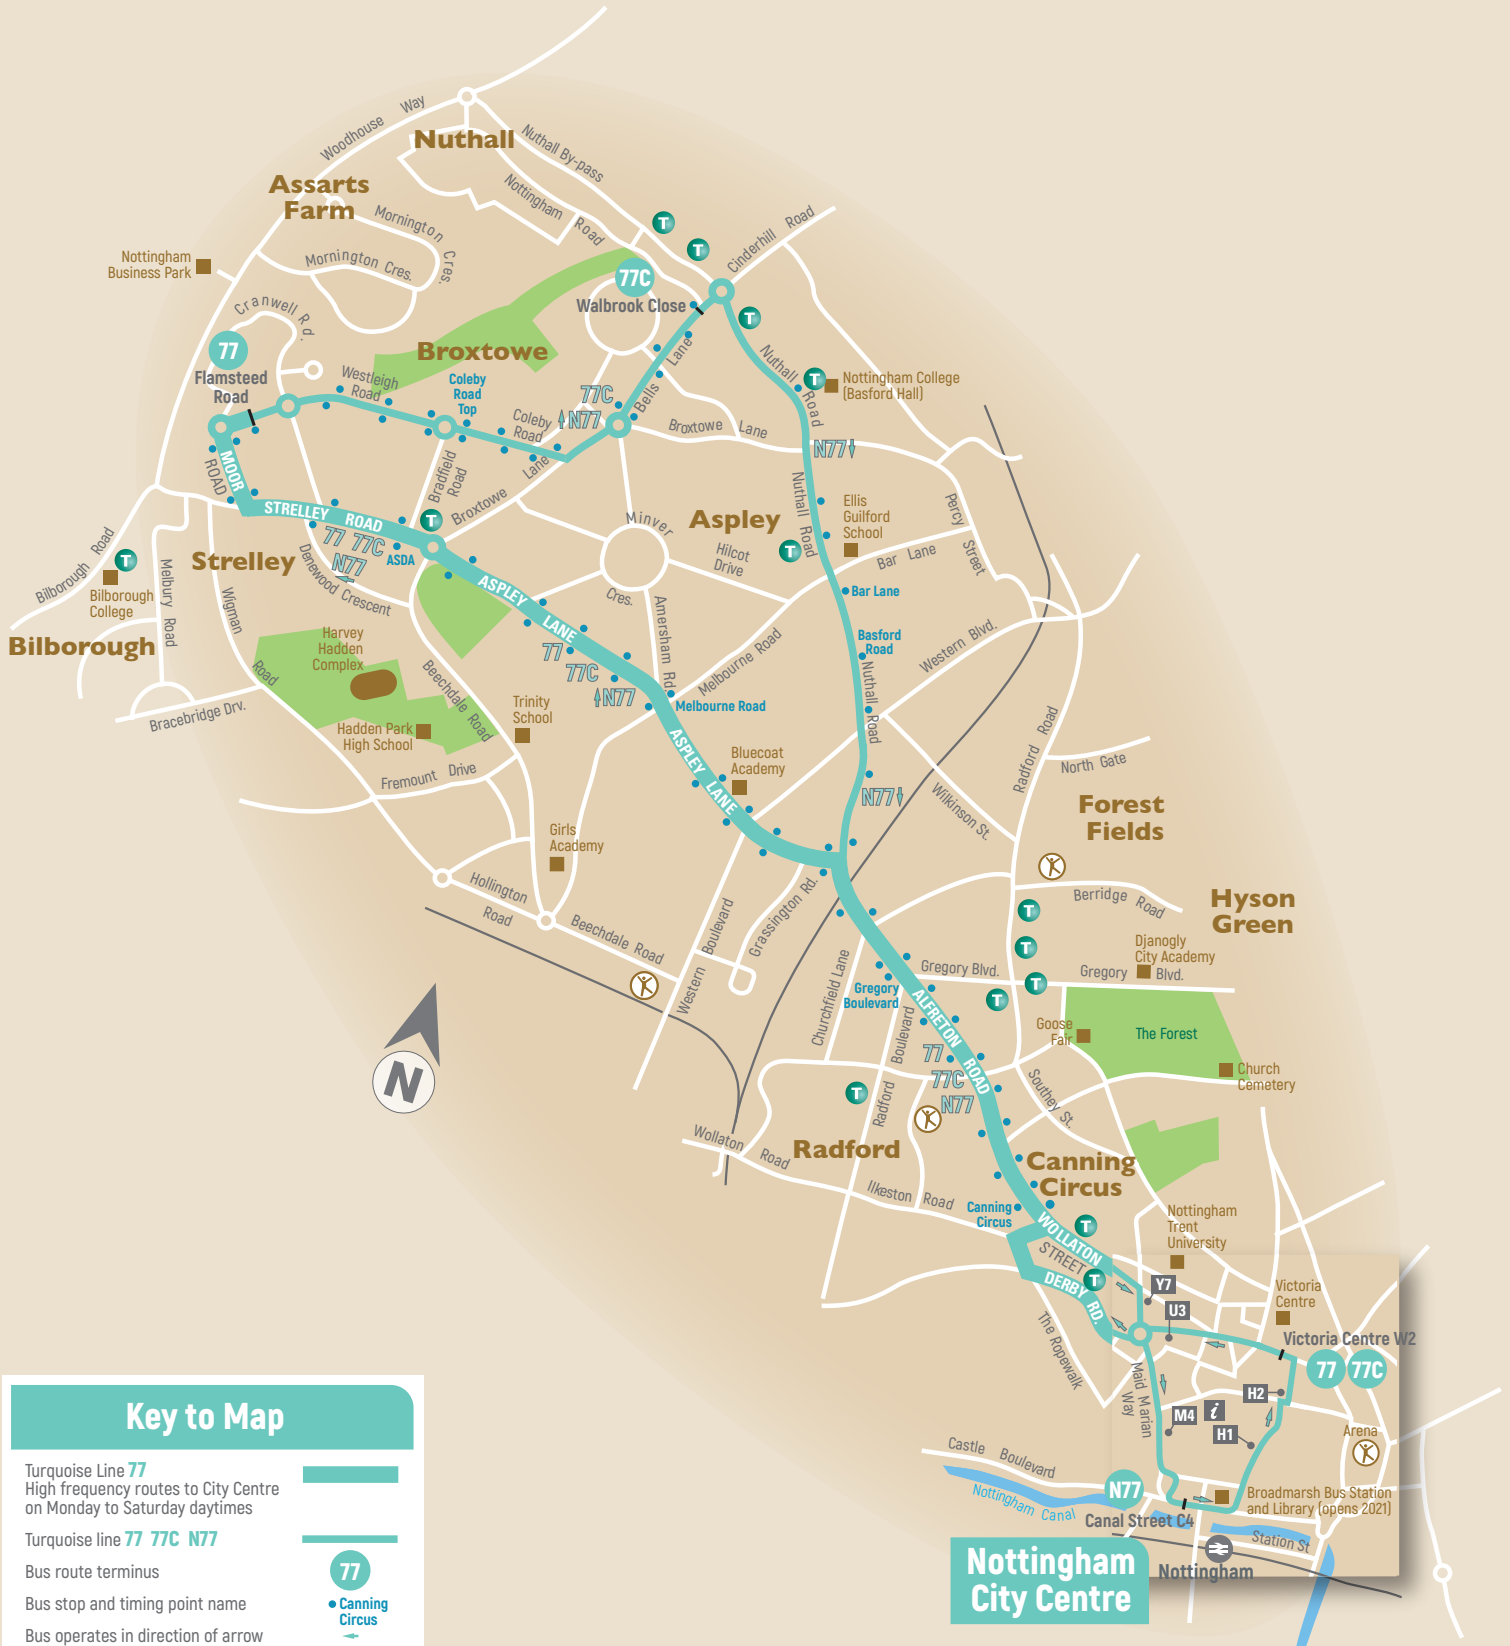 Woodhouse Way
Nuthall
Nuthall By-pass
Nottingham Road
Assarts
Farm
Mornington Cres.
Mornington Cres.
Nottingham
Business Park
Cranwell Rd.
T
T
Cinderhill Road
77C
Walbrook Close
T
77
Flamsteed
Road
Broxtowe
Westleigh
Road
Coleby
Road
Top
77C
N77
Bells Lane
Nuthall Road
T
Nottingham College
(Basford Hall)
Coleby
Road
Broxtowe Lane
N77
MOOR
ROAD
Bradfield
Road
Broxtowe Lane
STRELLEY ROAD
T
77 77C
N77
ASDA
Minver
Cres.
Aspley
Hilcot
Drive
Nuthall Road
Ellis
Guilford
School
T
Bar Lane
Percy Street
Bilborough Road
T
Bilborough
College
Melbury Road
Strelley
Wigman
Road
Denewood Crescent
ASPLEY LANE
Bar Lane
Basford
Road
Bilborough
Harvey
Hadden
Complex
77
77C
N77
Amersham Rd.
Melbourne Road
Western Blvd.
Beechdale Road
Melbourne Road
Nuthall Road
Bracebridge Drv.
Hadden Park
High School
Trinity
School
ASPLEY LANE
Bluecoat
Academy
Radford Road
North Gate
Fremount Drive
N77
Wilkinson St.
Forest
Fields
Girls
Academy
Hollington
Road
Beechdale Road
Western Boulevard
Grassington Rd.
Berridge Road
Hyson
Green
T
T
Djanogly
City Academy
Gregory Blvd.
Gregory Blvd.
T
T
Churchfield Lane
Gregory
Boulevard
ALFRETON ROAD
Radford Boulevard
Goose
Fair
The Forest
Church
Cemetery
N
77
77C
N77
T
Southey St.
Wollaton Road
Radford
Ilkeston Road
Canning
Circus
Canning
Circus
WOLLATON
STREET
T
DERBY RD.
T
Nottingham
Trent
University
Y7
U3
Victoria
Centre
Victoria Centre W2
77
77C
The Ropewalk
Maid Marian
Way
H2
M4
i
H1
Arena
Castle Boulevard
Nottingham Canal
N77
Canal Street C4
Broadmarsh Bus Station
and Library (opens 2021)
Station St
Nottingham
Nottingham
City Centre
Key to Map
Turquoise Line 77
High frequency routes to City Centre
on Monday to Saturday daytimes
Turquoise line 77 77C N77
Bus route terminus
77
Bus stop and timing point name
Canning
Circus
Bus operates in direction of arrow